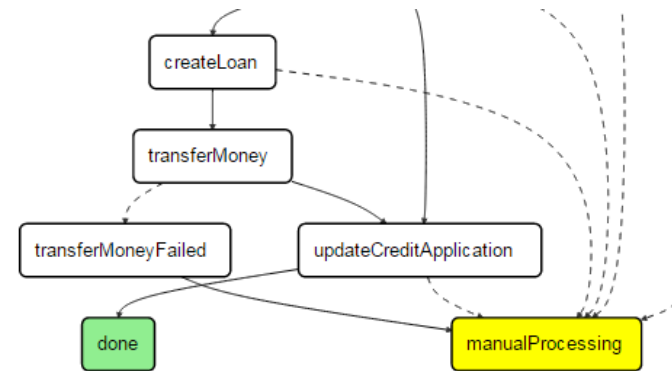 createLoan
transferMoney
transferMoneyFailed
updateCreditApplication
done
manualProcessing